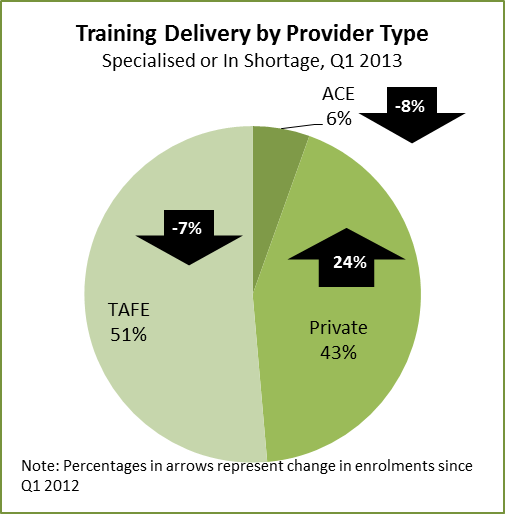 Training Delivery by Provider Type
Specialised or In Shortage, Q1 2013
ACE
6%
-8%
-7%
24%
TAFE
51%
Private
43%
Note: Percentages in arrows represent change in enrolments since
Q1 2012